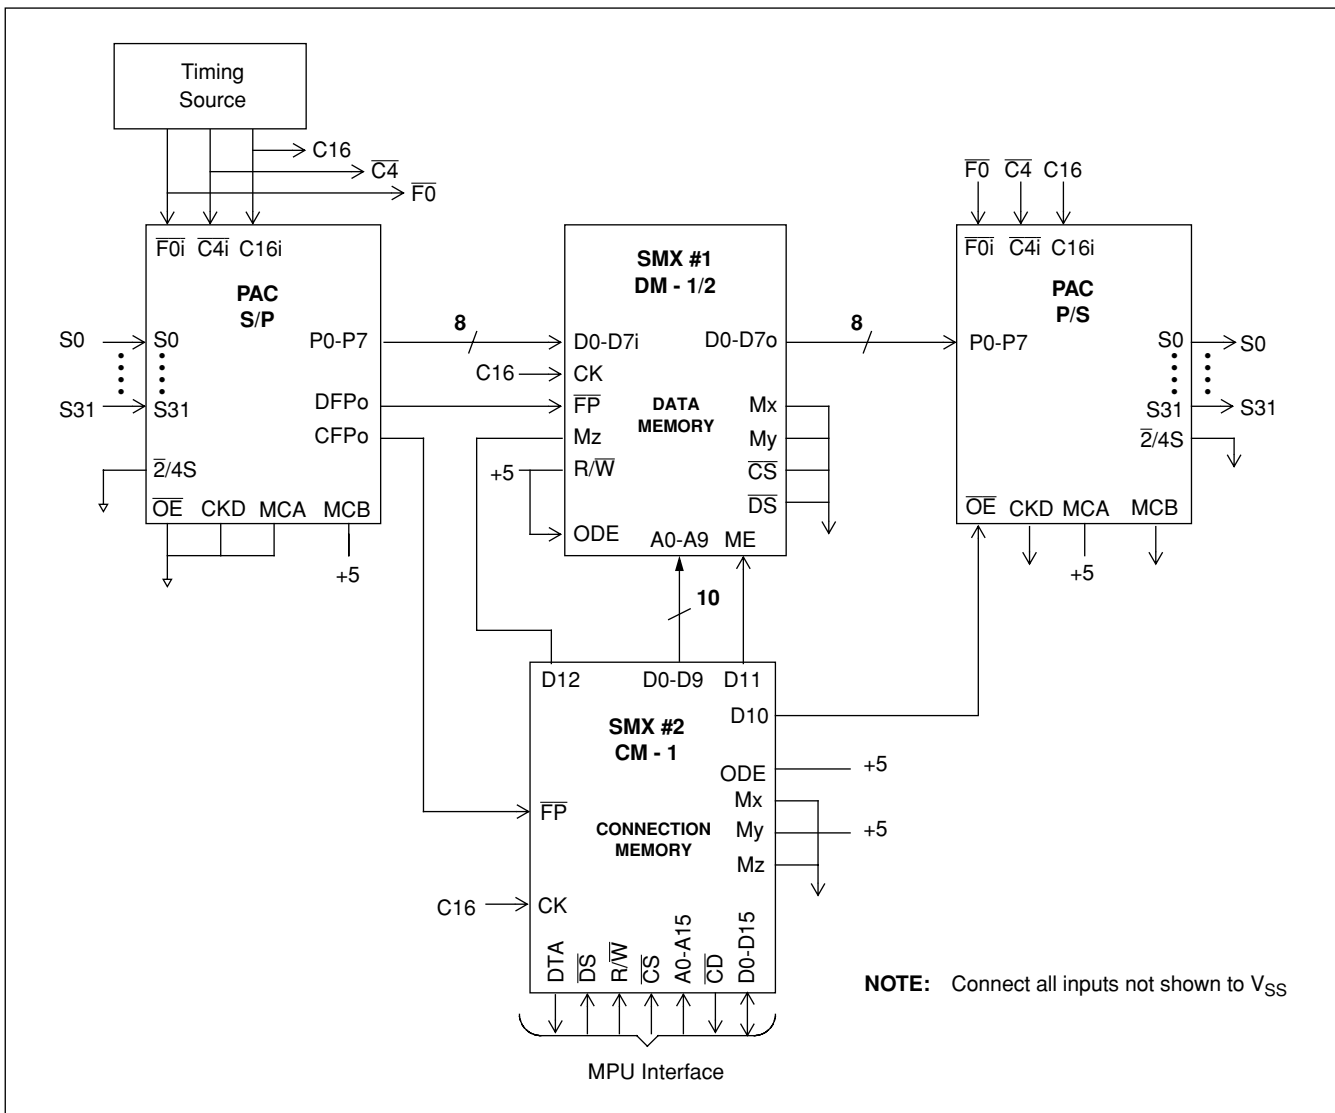 Timing
Source
C16
C4
F0
F0 C4 C16
F0i C4i C16i
PAC
S/P
S0
S0
P0-P7
8
S31
S31
DFPo
CFPo
2/4S
OE CKD MCA MCB
+5
SMX #1
DM - 1/2
D0-D7i
D0-D7o
8
C16
CK
FP
DATA
MEMORY
Mx
Mz
My
+5
R/W
CS
DS
ODE
A0-A9 ME
F0i C4i C16i
PAC
P/S
P0-P7
S0
S0
S31
S31
2/4S
OE CKD MCA MCB
+5
10
D12 D0-D9 D11
D10
SMX #2
CM - 1
ODE
+5
Mx
FP
CONNECTION
MEMORY
My
+5
Mz
C16
CK
DTA
DS
R/W
CS
A0-A15
CD
D0-D15
MPU Interface
NOTE: Connect all inputs not shown to VSS